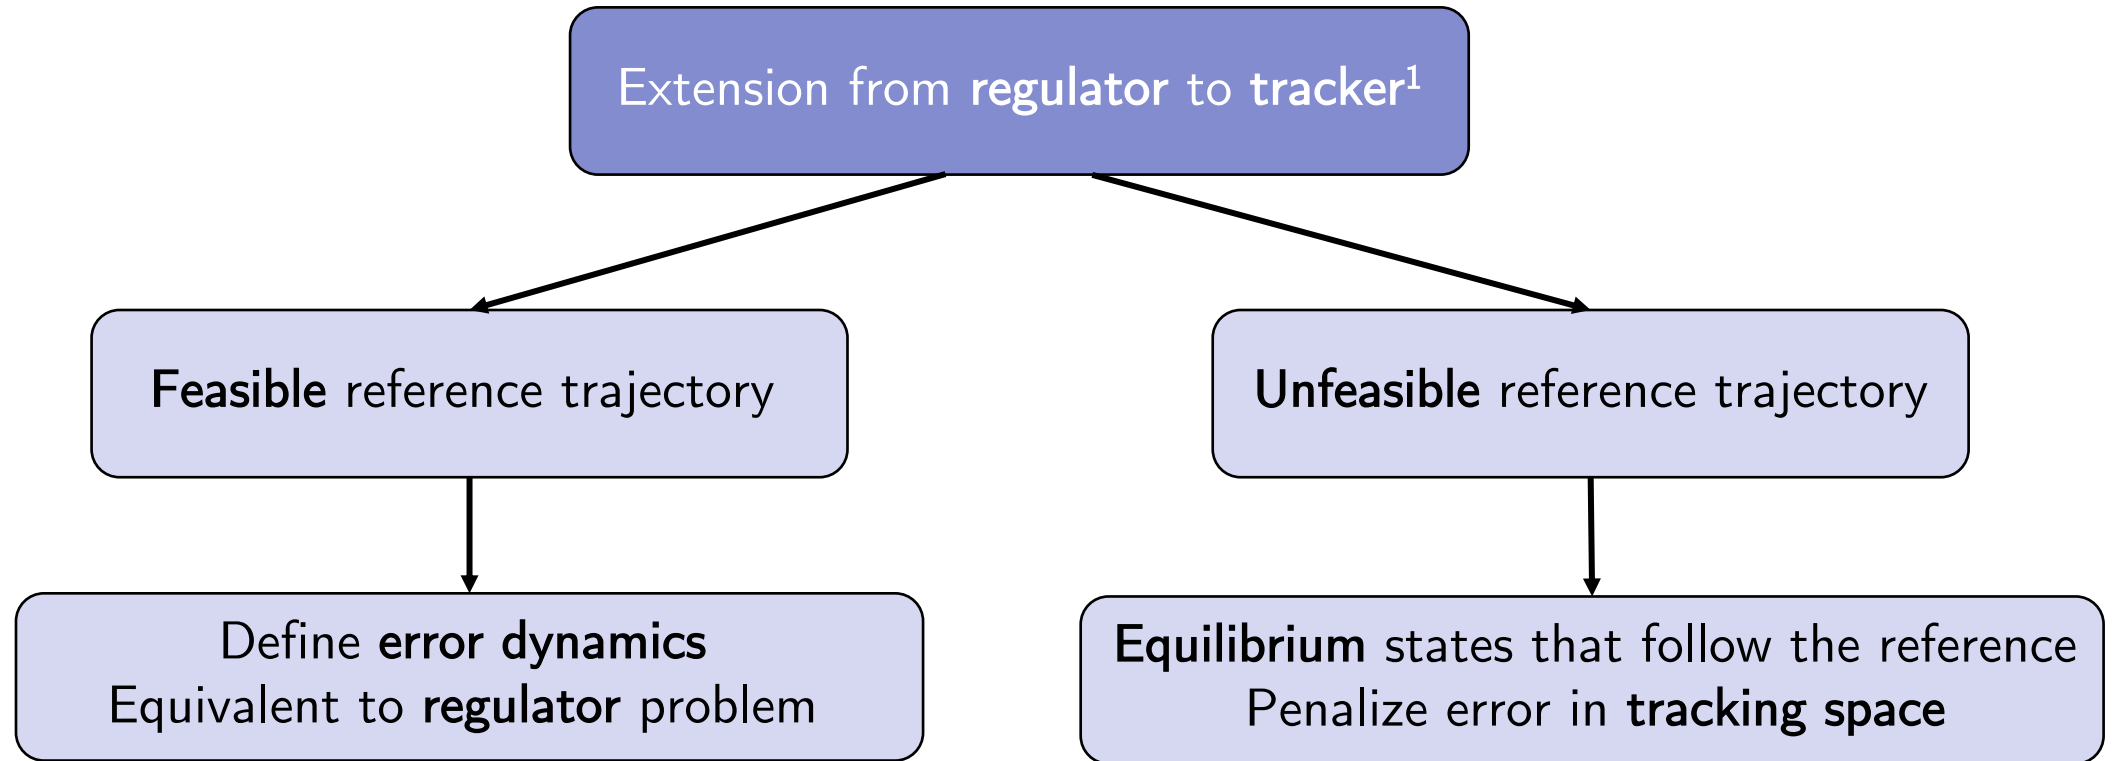 Extension from regulator to tracker¹
Feasible reference trajectory
Unfeasible reference trajectory
Define error dynamics
Equivalent to regulator problem
Equilibrium states that follow the reference
Penalize error in tracking space